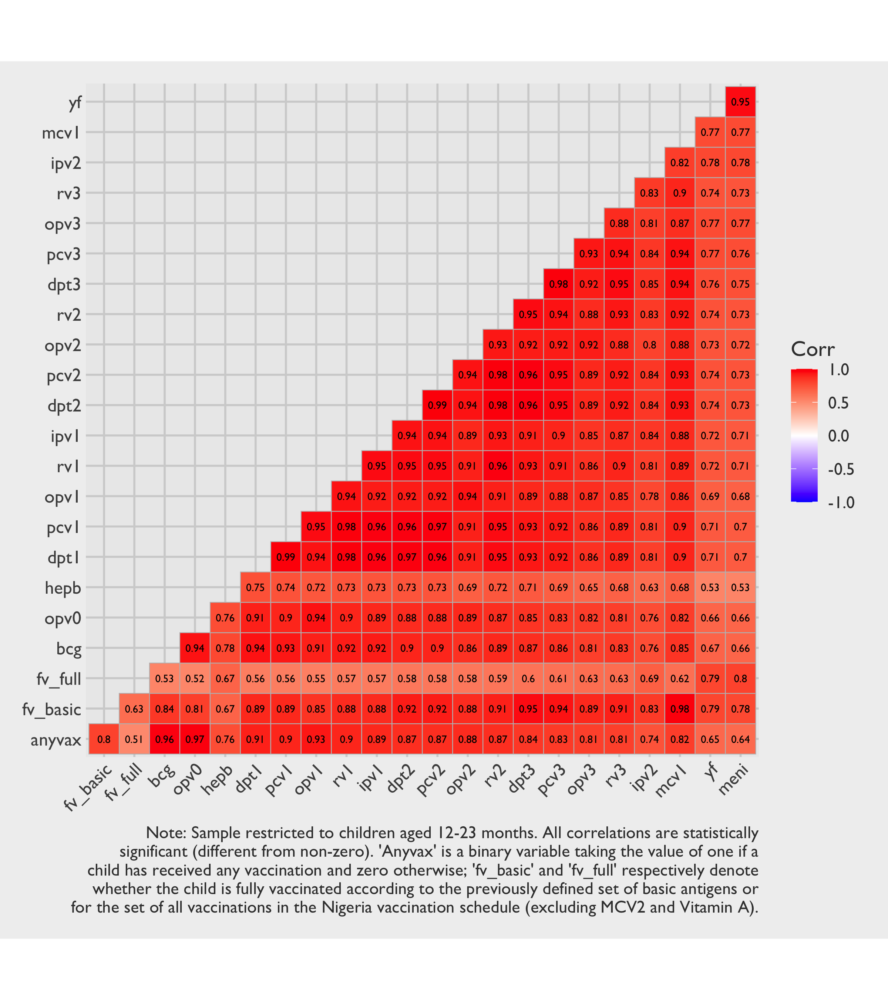 yf 0.95
mcv1 0.77 0.77
ipv2 0.82 0.78 0.78
rv3 0.83 0.9 0.74 0.73
opv3 0.88 0.81 0.87 0.77 0.77
pcv3 0.93 0.94 0.84 0.94 0.77 0.76
dpt3 0.98 0.92 0.95 0.85 0.94 0.76 0.75
rv2 0.95 0.94 0.88 0.93 0.83 0.92 0.74 0.73
opv2 0.93 0.92 0.92 0.92 0.88 0.8 0.88 0.73 0.72
pcv2 0.94 0.98 0.96 0.95 0.89 0.92 0.84 0.93 0.74 0.73
dpt2 0.99 0.94 0.98 0.96 0.95 0.89 0.92 0.84 0.93 0.74 0.73
ipv1 0.94 0.94 0.89 0.93 0.91 0.9 0.85 0.87 0.84 0.88 0.72 0.71
rv1 0.95 0.95 0.95 0.91 0.96 0.93 0.91 0.86 0.9 0.81 0.89 0.72 0.71
opv1 0.94 0.92 0.92 0.92 0.94 0.91 0.89 0.88 0.87 0.85 0.78 0.86 0.69 0.68
pcv1 0.95 0.98 0.96 0.96 0.97 0.91 0.95 0.93 0.92 0.86 0.89 0.81 0.9 0.71 0.7
dpt1 0.99 0.94 0.98 0.96 0.97 0.96 0.91 0.95 0.93 0.92 0.86 0.89 0.81 0.9 0.71 0.7
hepb 0.75 0.74 0.72 0.73 0.73 0.73 0.73 0.69 0.72 0.71 0.69 0.65 0.68 0.63 0.68 0.53 0.53
opv0 0.76 0.91 0.9 0.94 0.9 0.89 0.88 0.88 0.89 0.87 0.85 0.83 0.82 0.81 0.76 0.82 0.66 0.66
bcg 0.94 0.78 0.94 0.93 0.91 0.92 0.92 0.9 0.9 0.86 0.89 0.87 0.86 0.81 0.83 0.76 0.85 0.67 0.66
fv_full 0.53 0.52 0.67 0.56 0.56 0.55 0.57 0.57 0.58 0.58 0.58 0.59 0.6 0.61 0.63 0.63 0.69 0.62 0.79 0.8
fv_basic 0.63 0.84 0.81 0.67 0.89 0.89 0.85 0.88 0.88 0.92 0.92 0.88 0.91 0.95 0.94 0.89 0.91 0.83 0.98 0.79 0.78
anyvax 0.8 0.51 0.96 0.97 0.76 0.91 0.9 0.93 0.9 0.89 0.87 0.87 0.88 0.87 0.84 0.83 0.81 0.81 0.74 0.82 0.65 0.64
fv_basic fv_full bcg opv0 hepb dpt1 pcv1 opv1 rv1 ipv1 dpt2 pcv2 opv2 rv2 dpt3 pcv3 opv3 rv3 ipv2 mcv1 yf meni
Corr
1.0
0.5
0.0
-0.5
-1.0
Note: Sample restricted to children aged 12-23 months. All correlations are statistically
significant (different from non-zero). 'Anyvax' is a binary variable taking the value of one if a
child has received any vaccination and zero otherwise; 'fv_basic' and 'fv_full' respectively denote
whether the child is fully vaccinated according to the previously defined set of basic antigens or
for the set of all vaccinations in the Nigeria vaccination schedule (excluding MCV2 and Vitamin A).